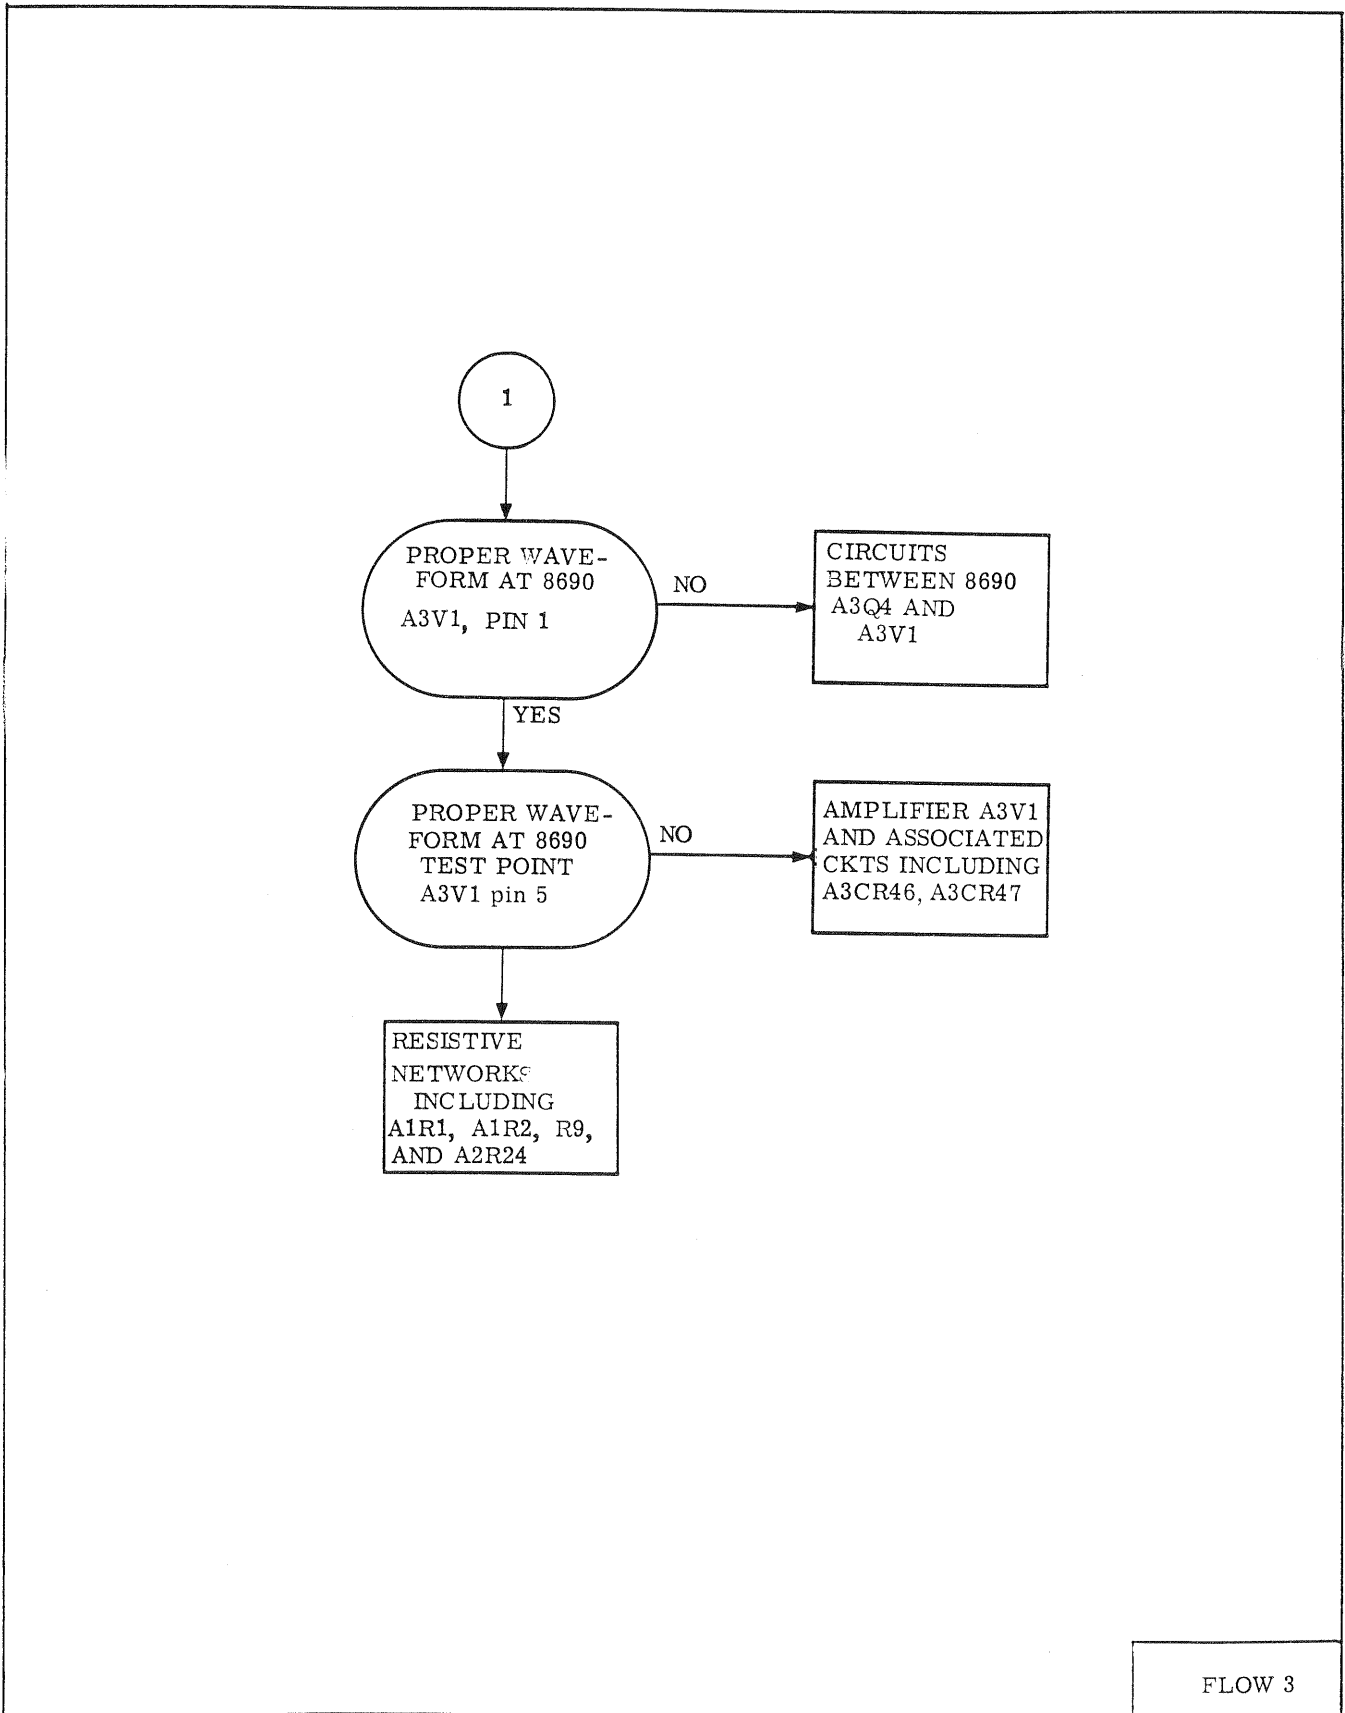 1
PROPER WAVE-
FORM AT 8690
A3V1, PIN 1
NO
CIRCUITS
BETWEEN 8690
A3Q4 AND
A3V1
YES
PROPER WAVE-
FORM AT 8690
TEST POINT
A3V1 pin 5
NO
AMPLIFIER A3V1
AND ASSOCIATED
CKTS INCLUDING
A3CR46, A3CR47
RESISTIVE
NETWORKS
INCLUDING
A1R1, A1R2, R9,
AND A2R24
FLOW 3